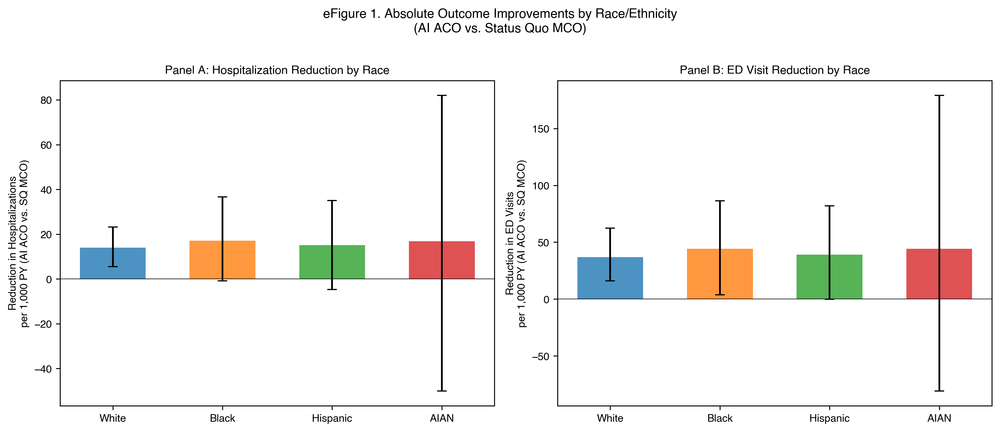 eFigure 1. Absolute Outcome Improvements by Race/Ethnicity
(AI ACO vs. Status Quo MCO)
Panel A: Hospitalization Reduction by Race
Reduction in Hospitalizations
per 1,000 PY (AI ACO vs. SQ MCO)
80
60
40
20
0
−20
−40
White
Black
Hispanic
AIAN
Panel B: ED Visit Reduction by Race
Reduction in ED Visits
per 1,000 PY (AI ACO vs. SQ MCO)
150
100
50
0
−50
White
Black
Hispanic
AIAN